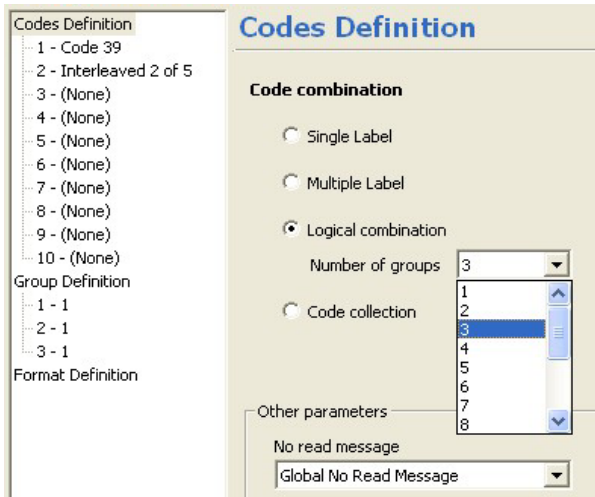 Codes Definition
1 - Code 39
2 - Interleaved 2 of 5
3 - (None)
4 - (None)
5 - (None)
6 - (None)
7 - (None)
8 - (None)
9 - (None)
10 - (None)
Group Definition
1 - 1
2 - 1
3 - 1
Format Definition
Codes Definition
Code combination
Single Label
Multiple Label
Logical combination
Number of groups 3
1
2
3
4
5
6
7
8
Code collection
Other parameters
No read message
Global No Read Message